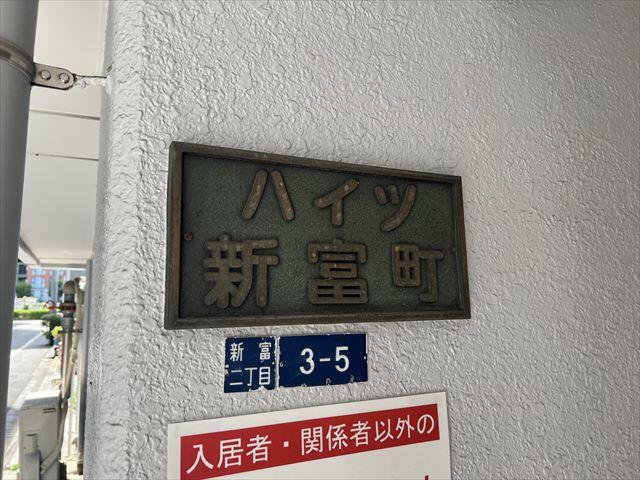 ハイツ
新富町
新富
二丁目
3-5
入居者・関係者以外の